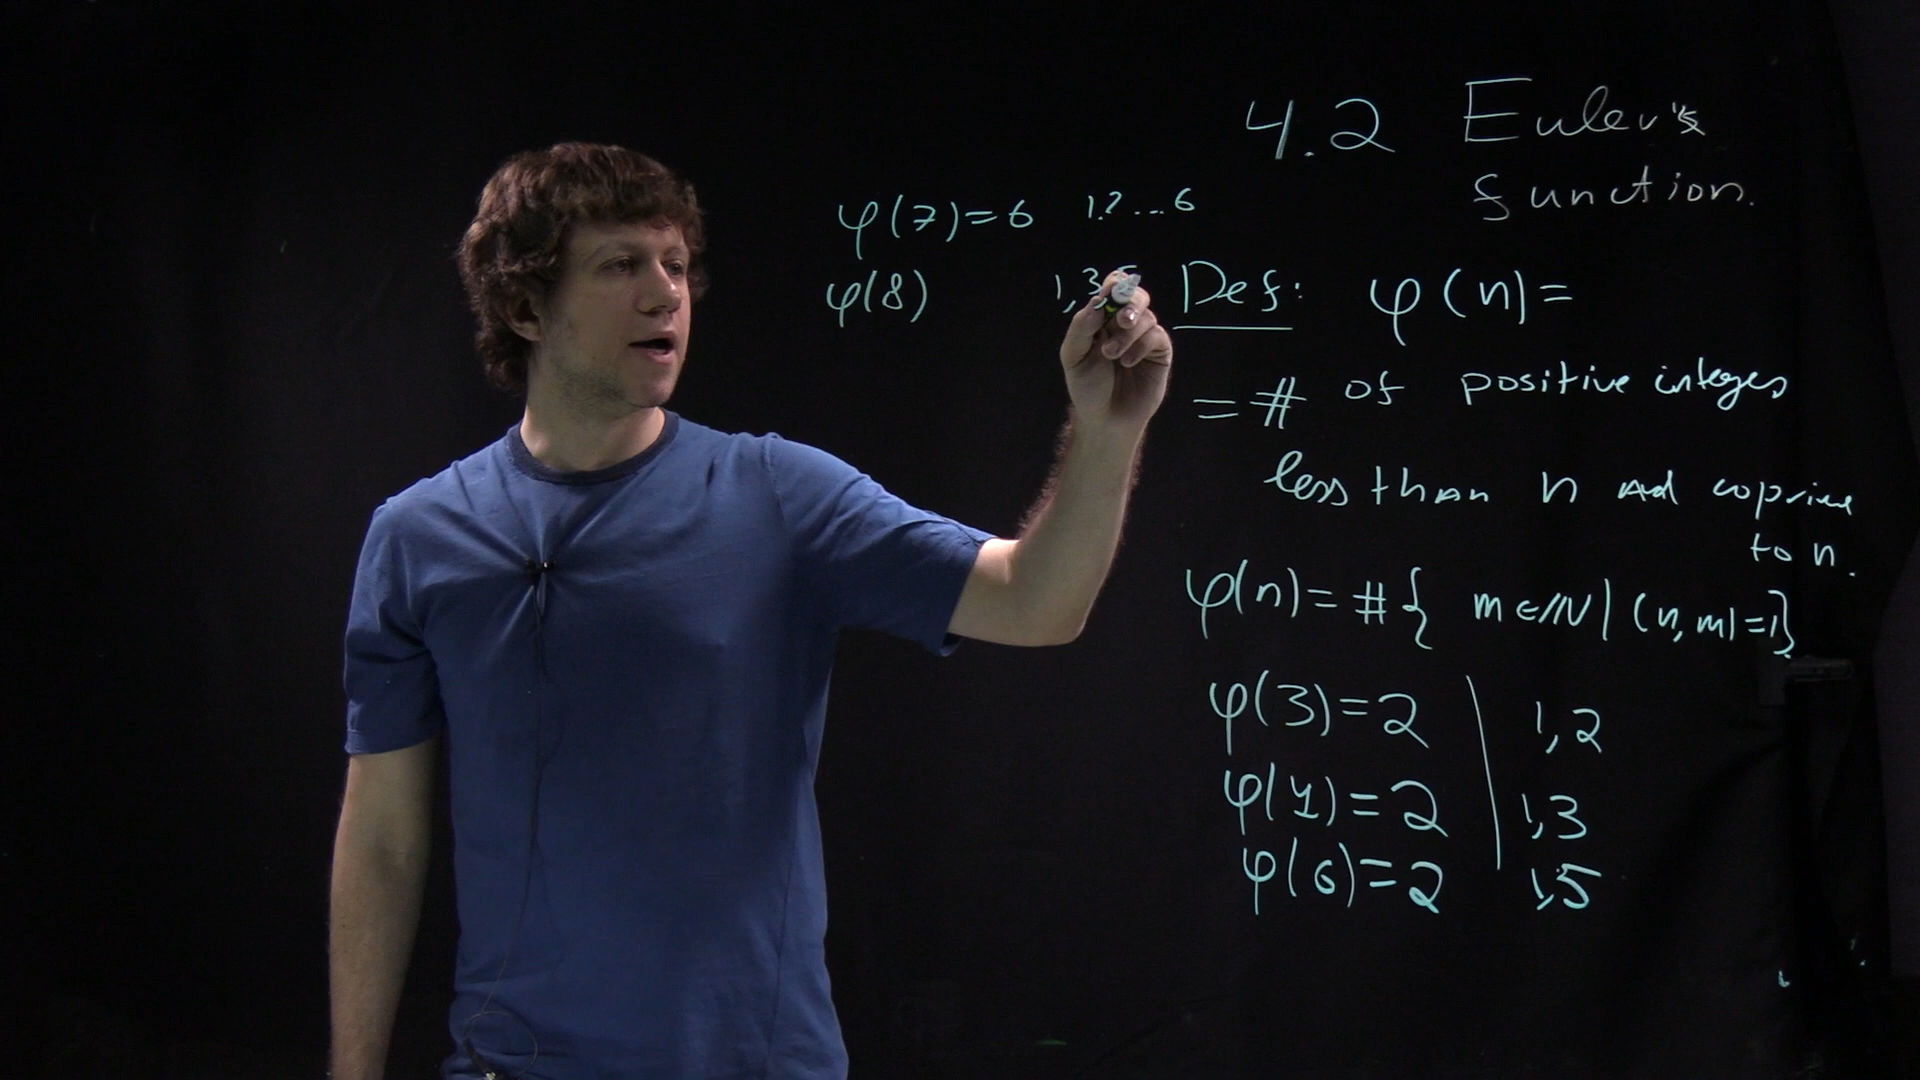 4.2 Euler's
function.
φ(7)=6 1,2...6
φ(8) 1,3,5
Def: φ(n)=
= # of positive integers
less than n and coprime
to n.
φ(n) = #{ m∈ℕ | (n,m)=1}
φ(3)=2 | 1,2
φ(4)=2 | 1,3
φ(6)=2 1,5